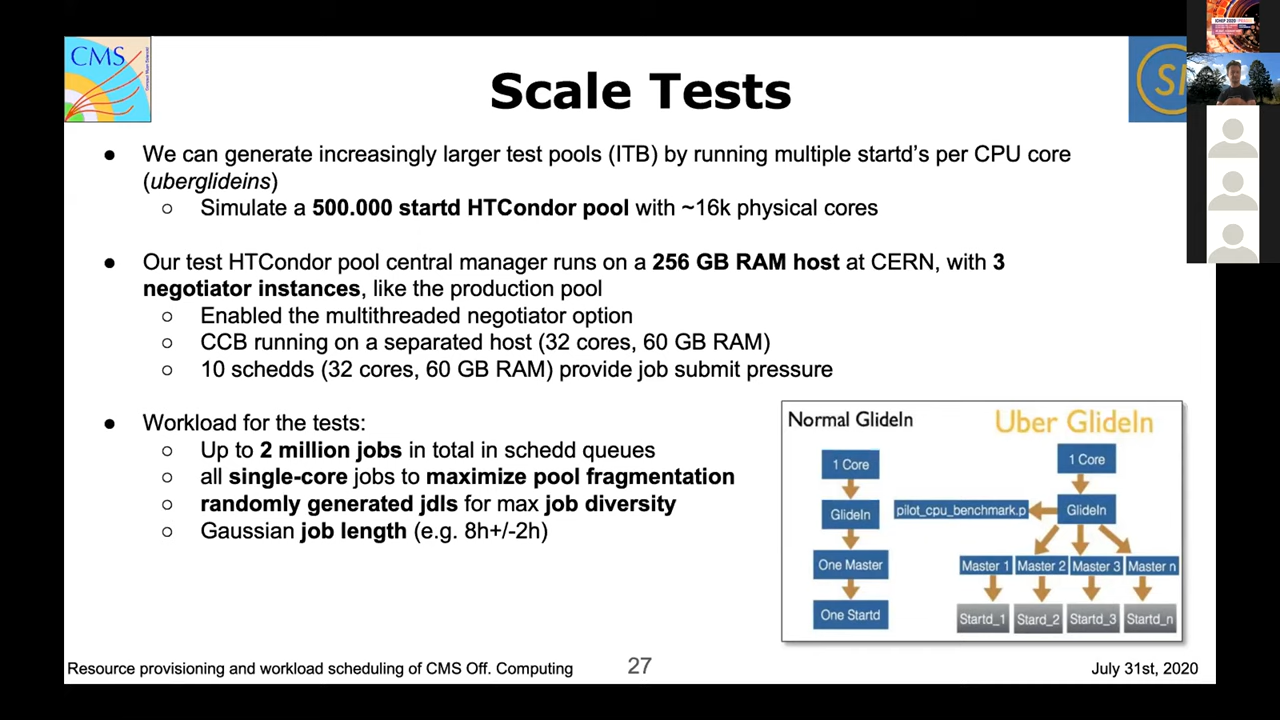 CMS
Scale Tests
ICHEP 2020
● We can generate increasingly larger test pools (ITB) by running multiple startd's per CPU core
(uberglideins)
○ Simulate a 500.000 startd HTCondor pool with ~16k physical cores
● Our test HTCondor pool central manager runs on a 256 GB RAM host at CERN, with 3
negotiator instances, like the production pool
○ Enabled the multithreaded negotiator option
○ CCB running on a separated host (32 cores, 60 GB RAM)
○ 10 schedds (32 cores, 60 GB RAM) provide job submit pressure
● Workload for the tests:
○ Up to 2 million jobs in total in schedd queues
○ all single-core jobs to maximize pool fragmentation
○ randomly generated jdls for max job diversity
○ Gaussian job length (e.g. 8h+/-2h)
Normal GlideIn
1 Core
GlideIn
One Master
One Startd
Uber GlideIn
1 Core
pilot_cpu_benchmark.p
GlideIn
Master 1 Master 2 Master 3 Master n
Startd_1 Stard_2 Startd_3 Startd_n
Resource provisioning and workload scheduling of CMS Off. Computing
27
July 31st, 2020